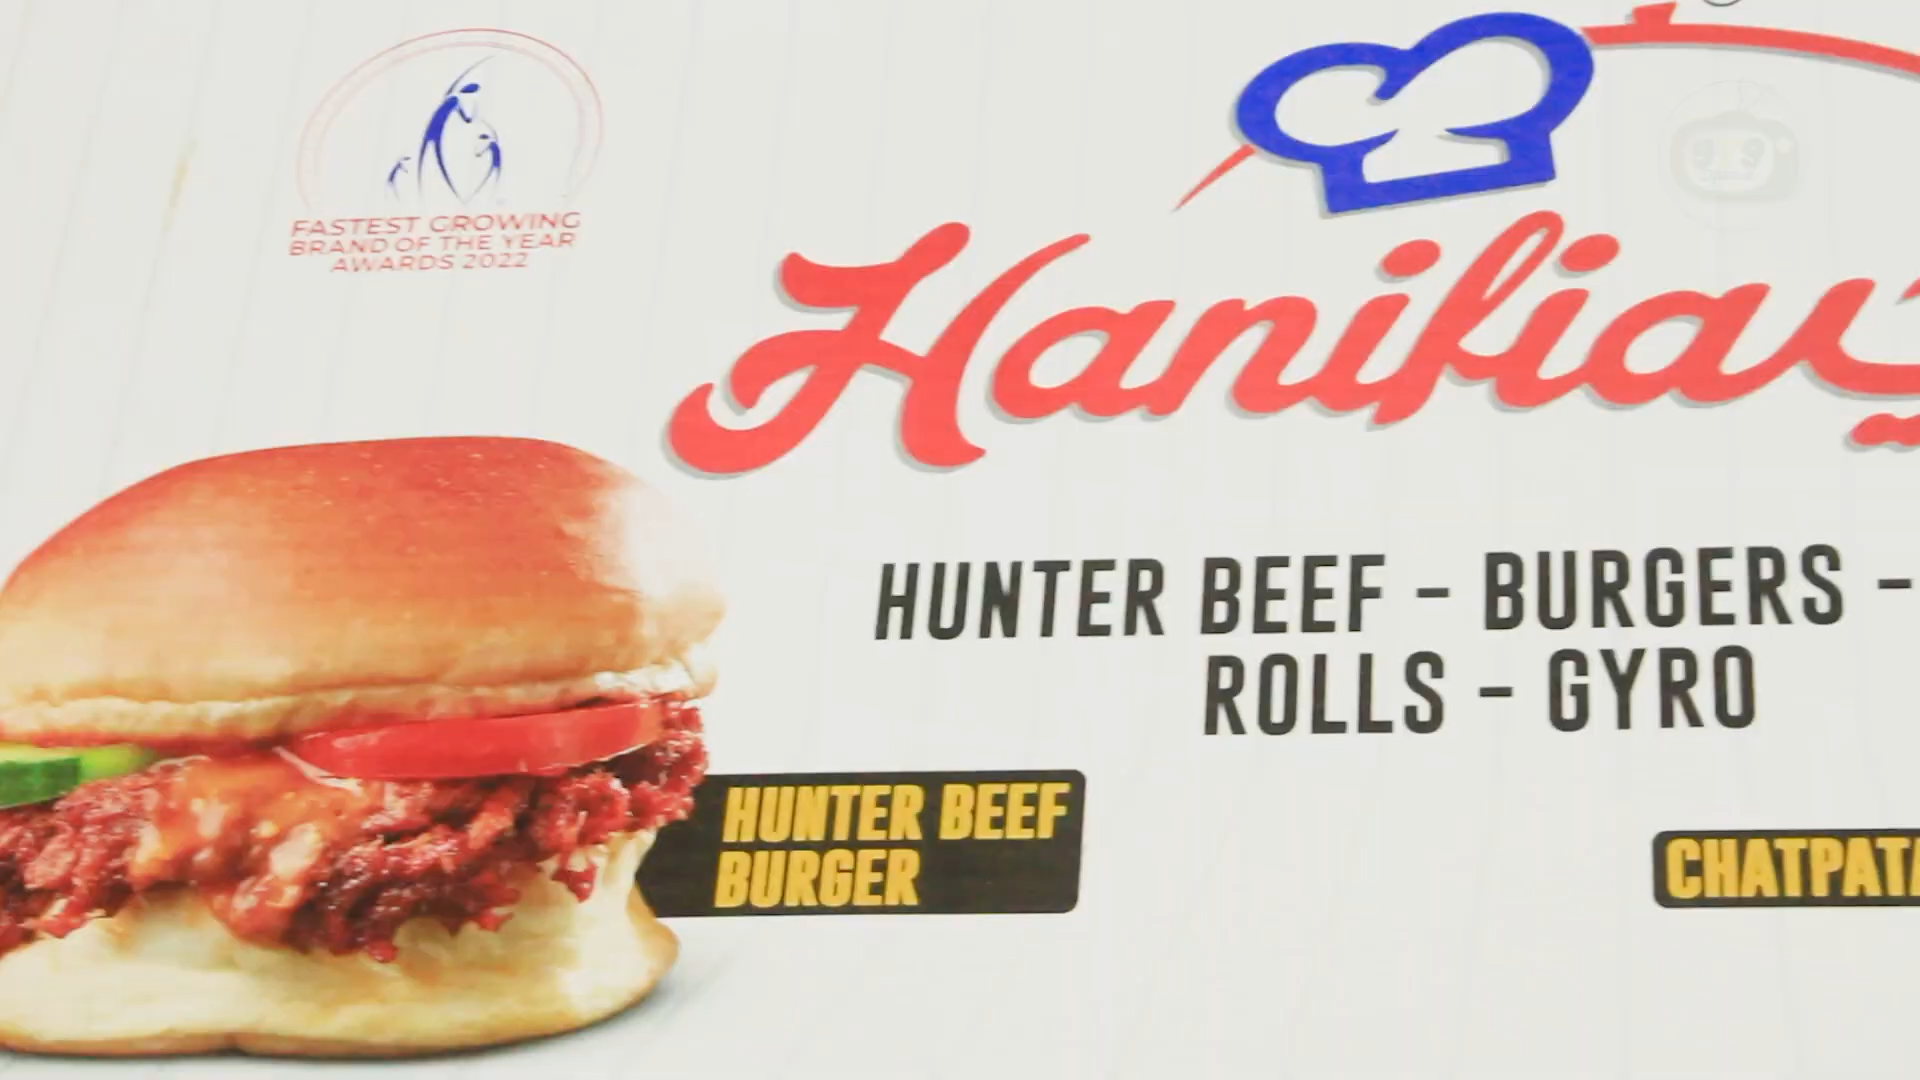 FASTEST GROWING
BRAND OF THE YEAR
AWARDS 2022
Hanifia
HUNTER BEEF - BURGERS -
ROLLS - GYRO
HUNTER BEEF
BURGER
CHATPATA